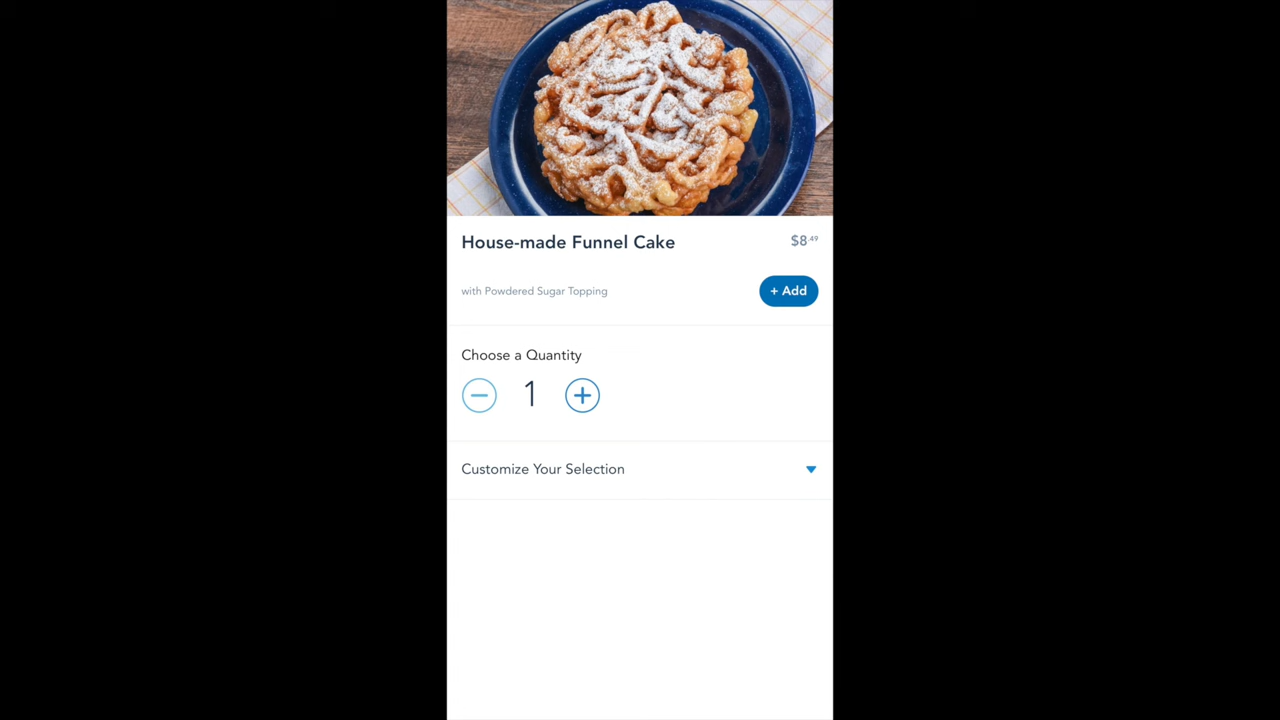 House-made Funnel Cake
$8.49
with Powdered Sugar Topping
+ Add
Choose a Quantity
1
Customize Your Selection